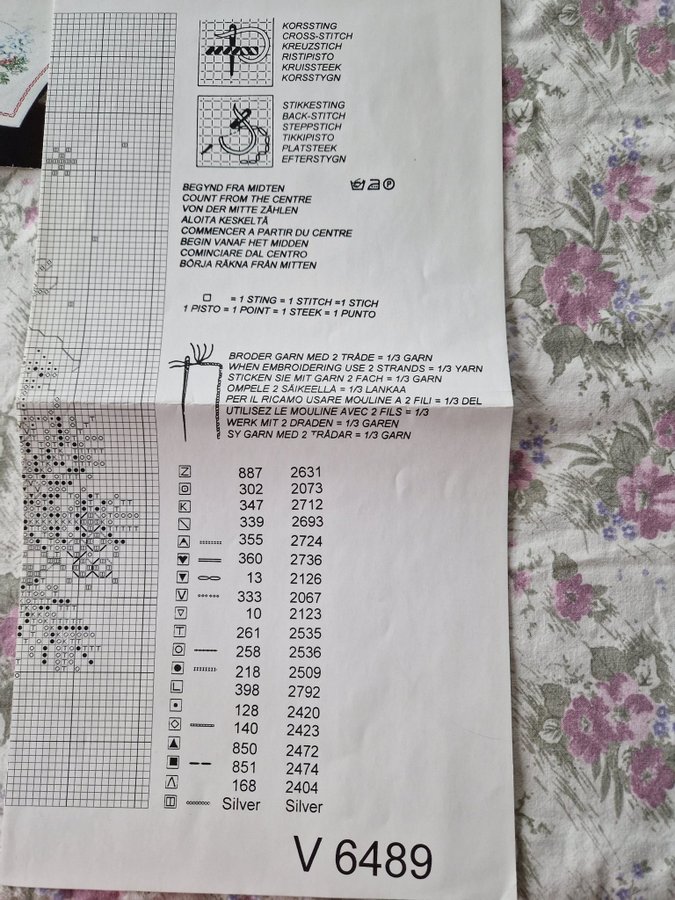 KORSSTING
CROSS-STITCH
KREUZSTICH
RISTIPISTO
KRUISSTEEK
KORSSTYGN
STIKKESTING
BACK-STITCH
STEPPSTICH
TIKKIPISTO
PLATSTEEK
EFTERSTYGN
BEGYND FRA MIDTEN
COUNT FROM THE CENTRE
VON DER MITTE ZÄHLEN
ALOITA KESKELTÄ
COMMENCER A PARTIR DU CENTRE
BEGIN VANAF HET MIDDEN
COMINCIARE DAL CENTRO
BÖRJA RÄKNA FRÅN MITTEN
= 1 STING = 1 STITCH =1 STICH
1 PISTO = 1 POINT = 1 STEEK = 1 PUNTO
BRODER GARN MED 2 TRÅDE = 1/3 GARN
WHEN EMBROIDERING USE 2 STRANDS = 1/3 YARN
STICKEN SIE MIT GARN 2 FACH = 1/3 GARN
OMPELE 2 SÄIKEELLÄ = 1/3 LANKAA
PER IL RICAMO USARE MOULINE A 2 FILI = 1/3 DEL
UTILISEZ LE MOULINE AVEC 2 FILS = 1/3
WERK MIT 2 DRADEN = 1/3 GAREN
SY GARN MED 2 TRÅDAR = 1/3 GARN
Z 887 2631
302 2073
K 347 2712
339 2693
355 2724
360 2736
13 2126
V 333 2067
10 2123
T 261 2535
258 2536
218 2509
L 398 2792
128 2420
140 2423
850 2472
851 2474
168 2404
Silver Silver
V 6489